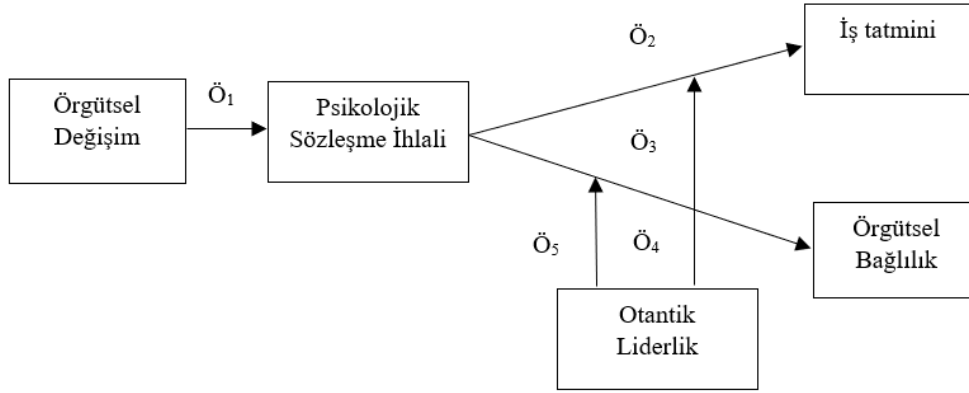 Örgütsel
Değişim
Ö₁
Psikolojik
Sözleşme İhlali
Ö₂
İş tatmini
Ö₃
Örgütsel
Bağlılık
Ö₅
Ö₄
Otantik
Liderlik